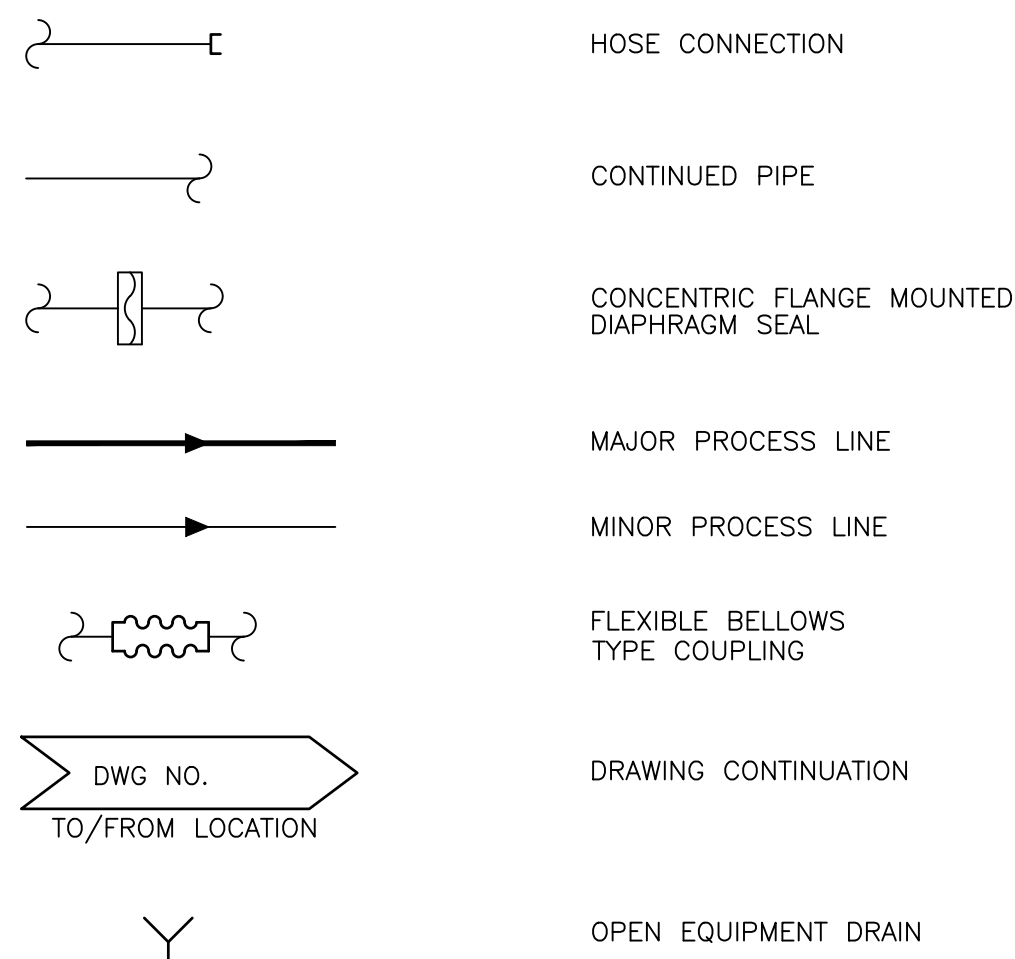 HOSE CONNECTION
CONTINUED PIPE
CONCENTRIC FLANGE MOUNTED
DIAPHRAGM SEAL
MAJOR PROCESS LINE
MINOR PROCESS LINE
FLEXIBLE BELLOWS
TYPE COUPLING
DWG NO.
DRAWING CONTINUATION
TO/FROM LOCATION
OPEN EQUIPMENT DRAIN